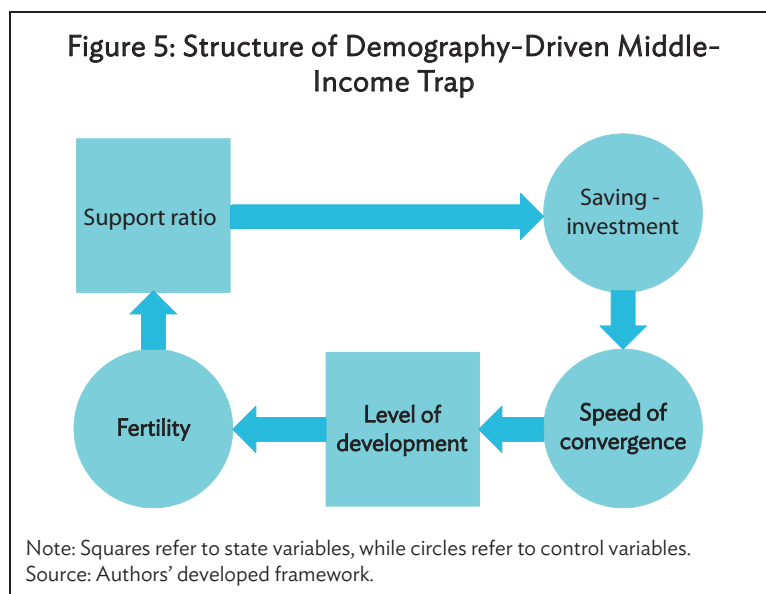 Figure 5: Structure of Demography-Driven Middle-
Income Trap
Support ratio
Saving -
investment
Fertility
Level of
development
Speed of
convergence
Note: Squares refer to state variables, while circles refer to control variables.
Source: Authors’ developed framework.